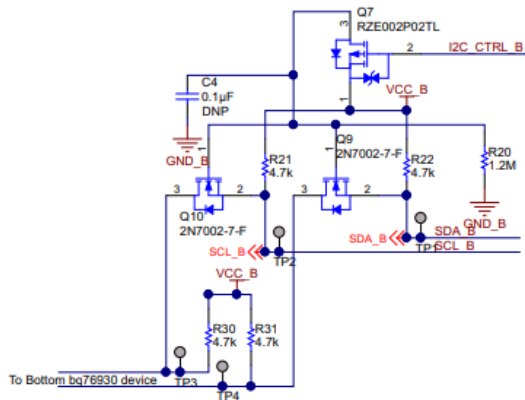 Q7
3
RZE002P02TL
2
I2C_CTRL_B
C4
0.1µF
DNP
1
VCC_B
GND_B
1
R21
4.7k
Q9
2N7002-7-F
1
R22
4.7k
R20
1.2M
3
2
3
2
Q10
2N7002-7-F
GND_B
SDA_B
SDA_B
TP1
SCL_B
SCL_B
TP2
VCC_B
R30
4.7k
R31
4.7k
To Bottom bq76930 device
TP3
TP4